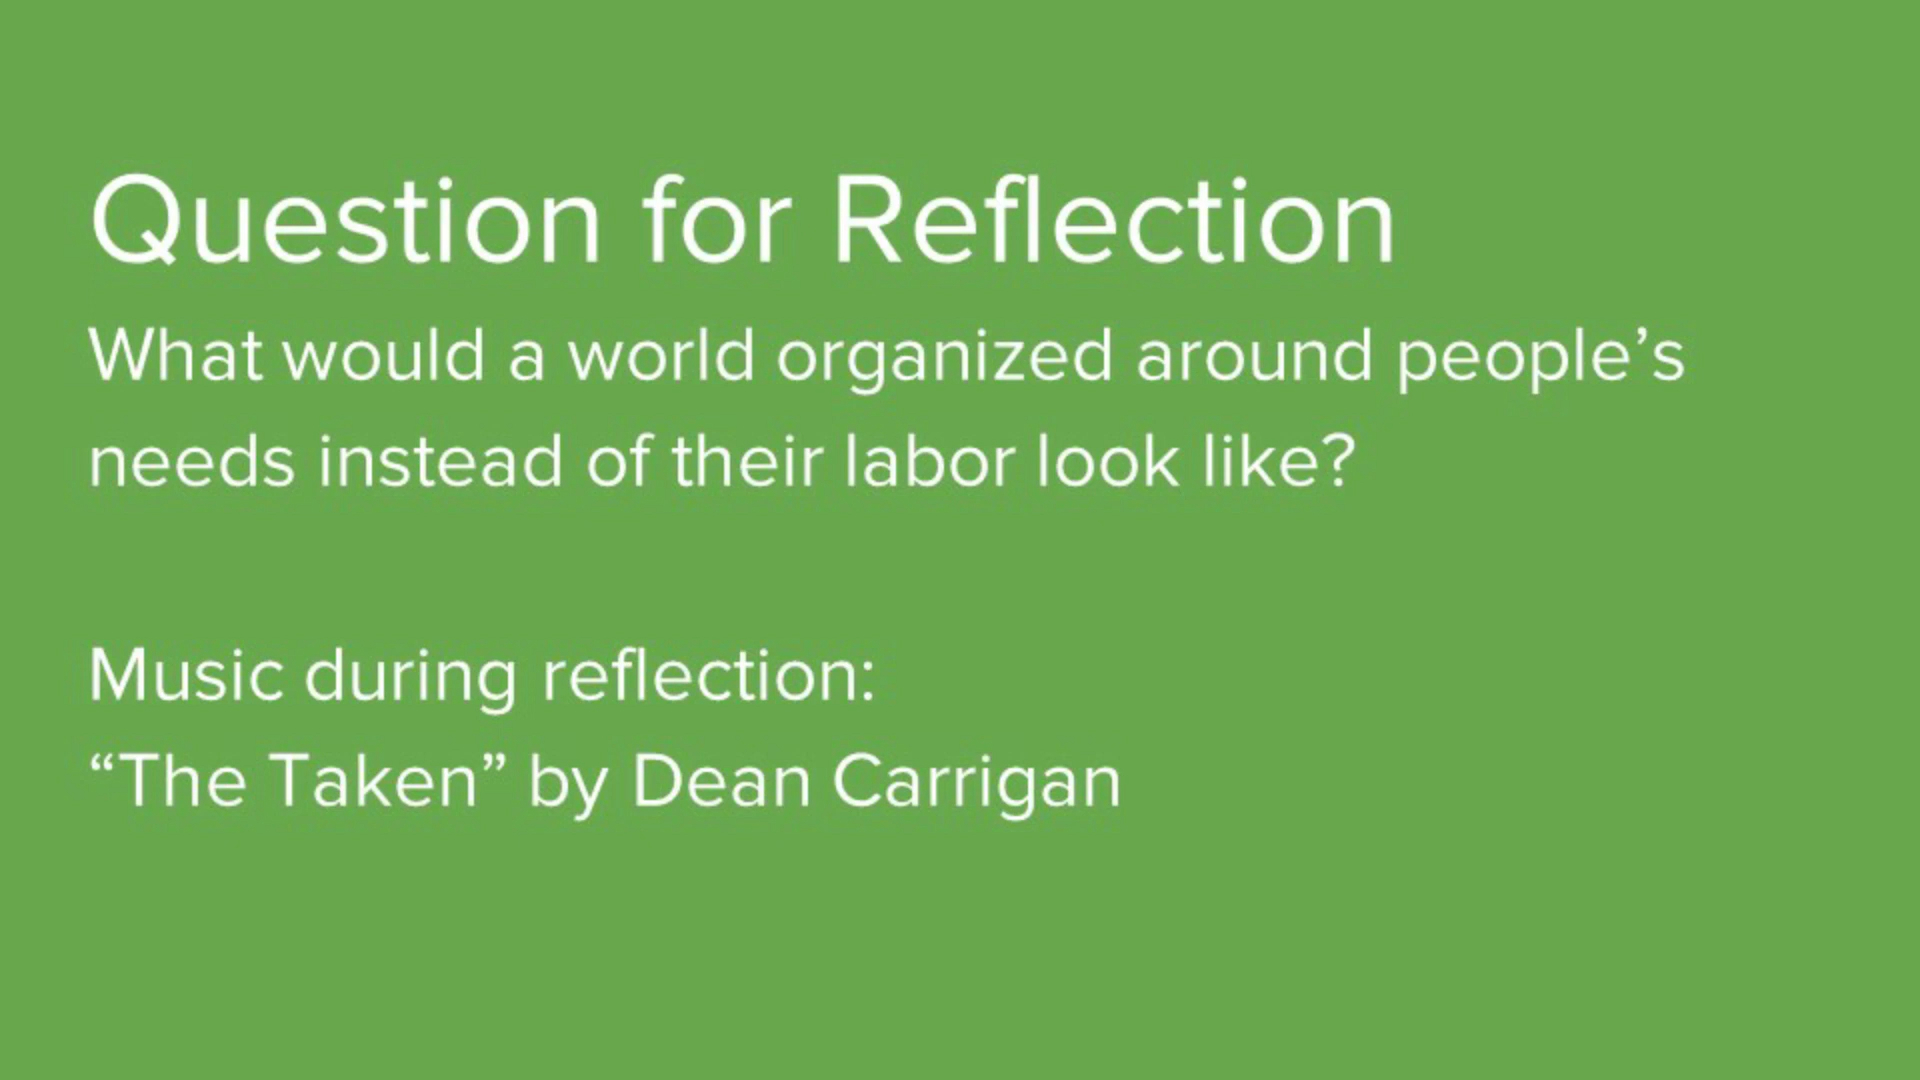 Question for Reflection
What would a world organized around people’s
needs instead of their labor look like?
Music during reflection:
“The Taken” by Dean Carrigan